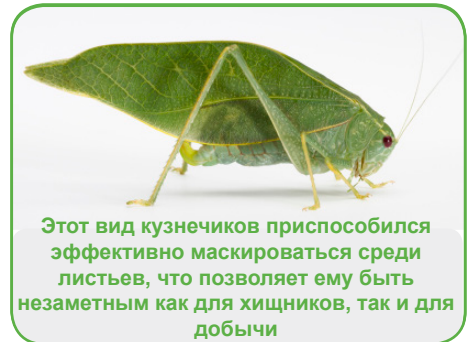 Этот вид кузнечиков приспособился
эффективно маскироваться среди
листьев, что позволяет ему быть
незаметным как для хищников, так и для
добычи